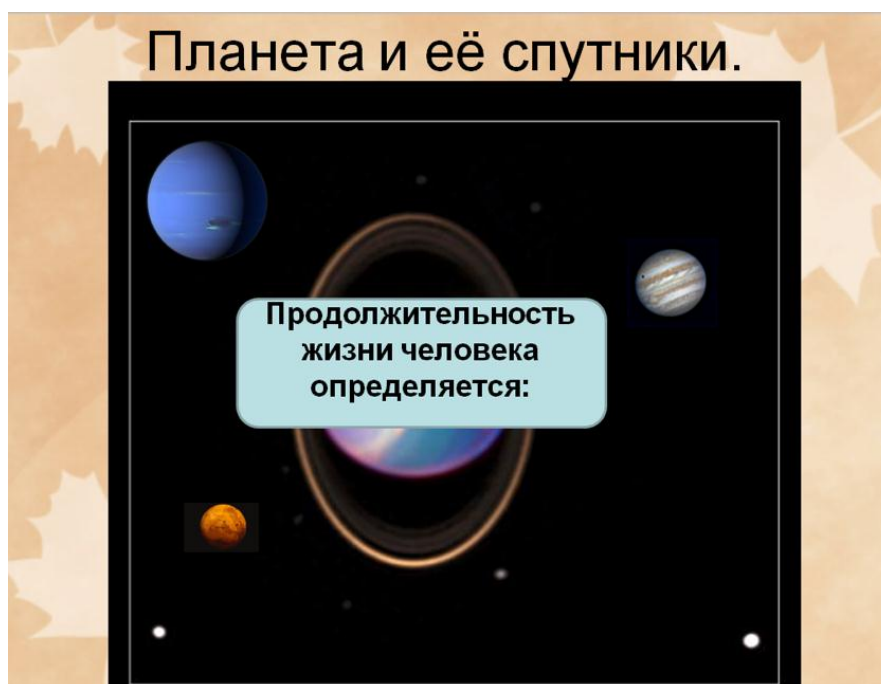 Планета и её спутники.
Продолжительность
жизни человека
определяется: